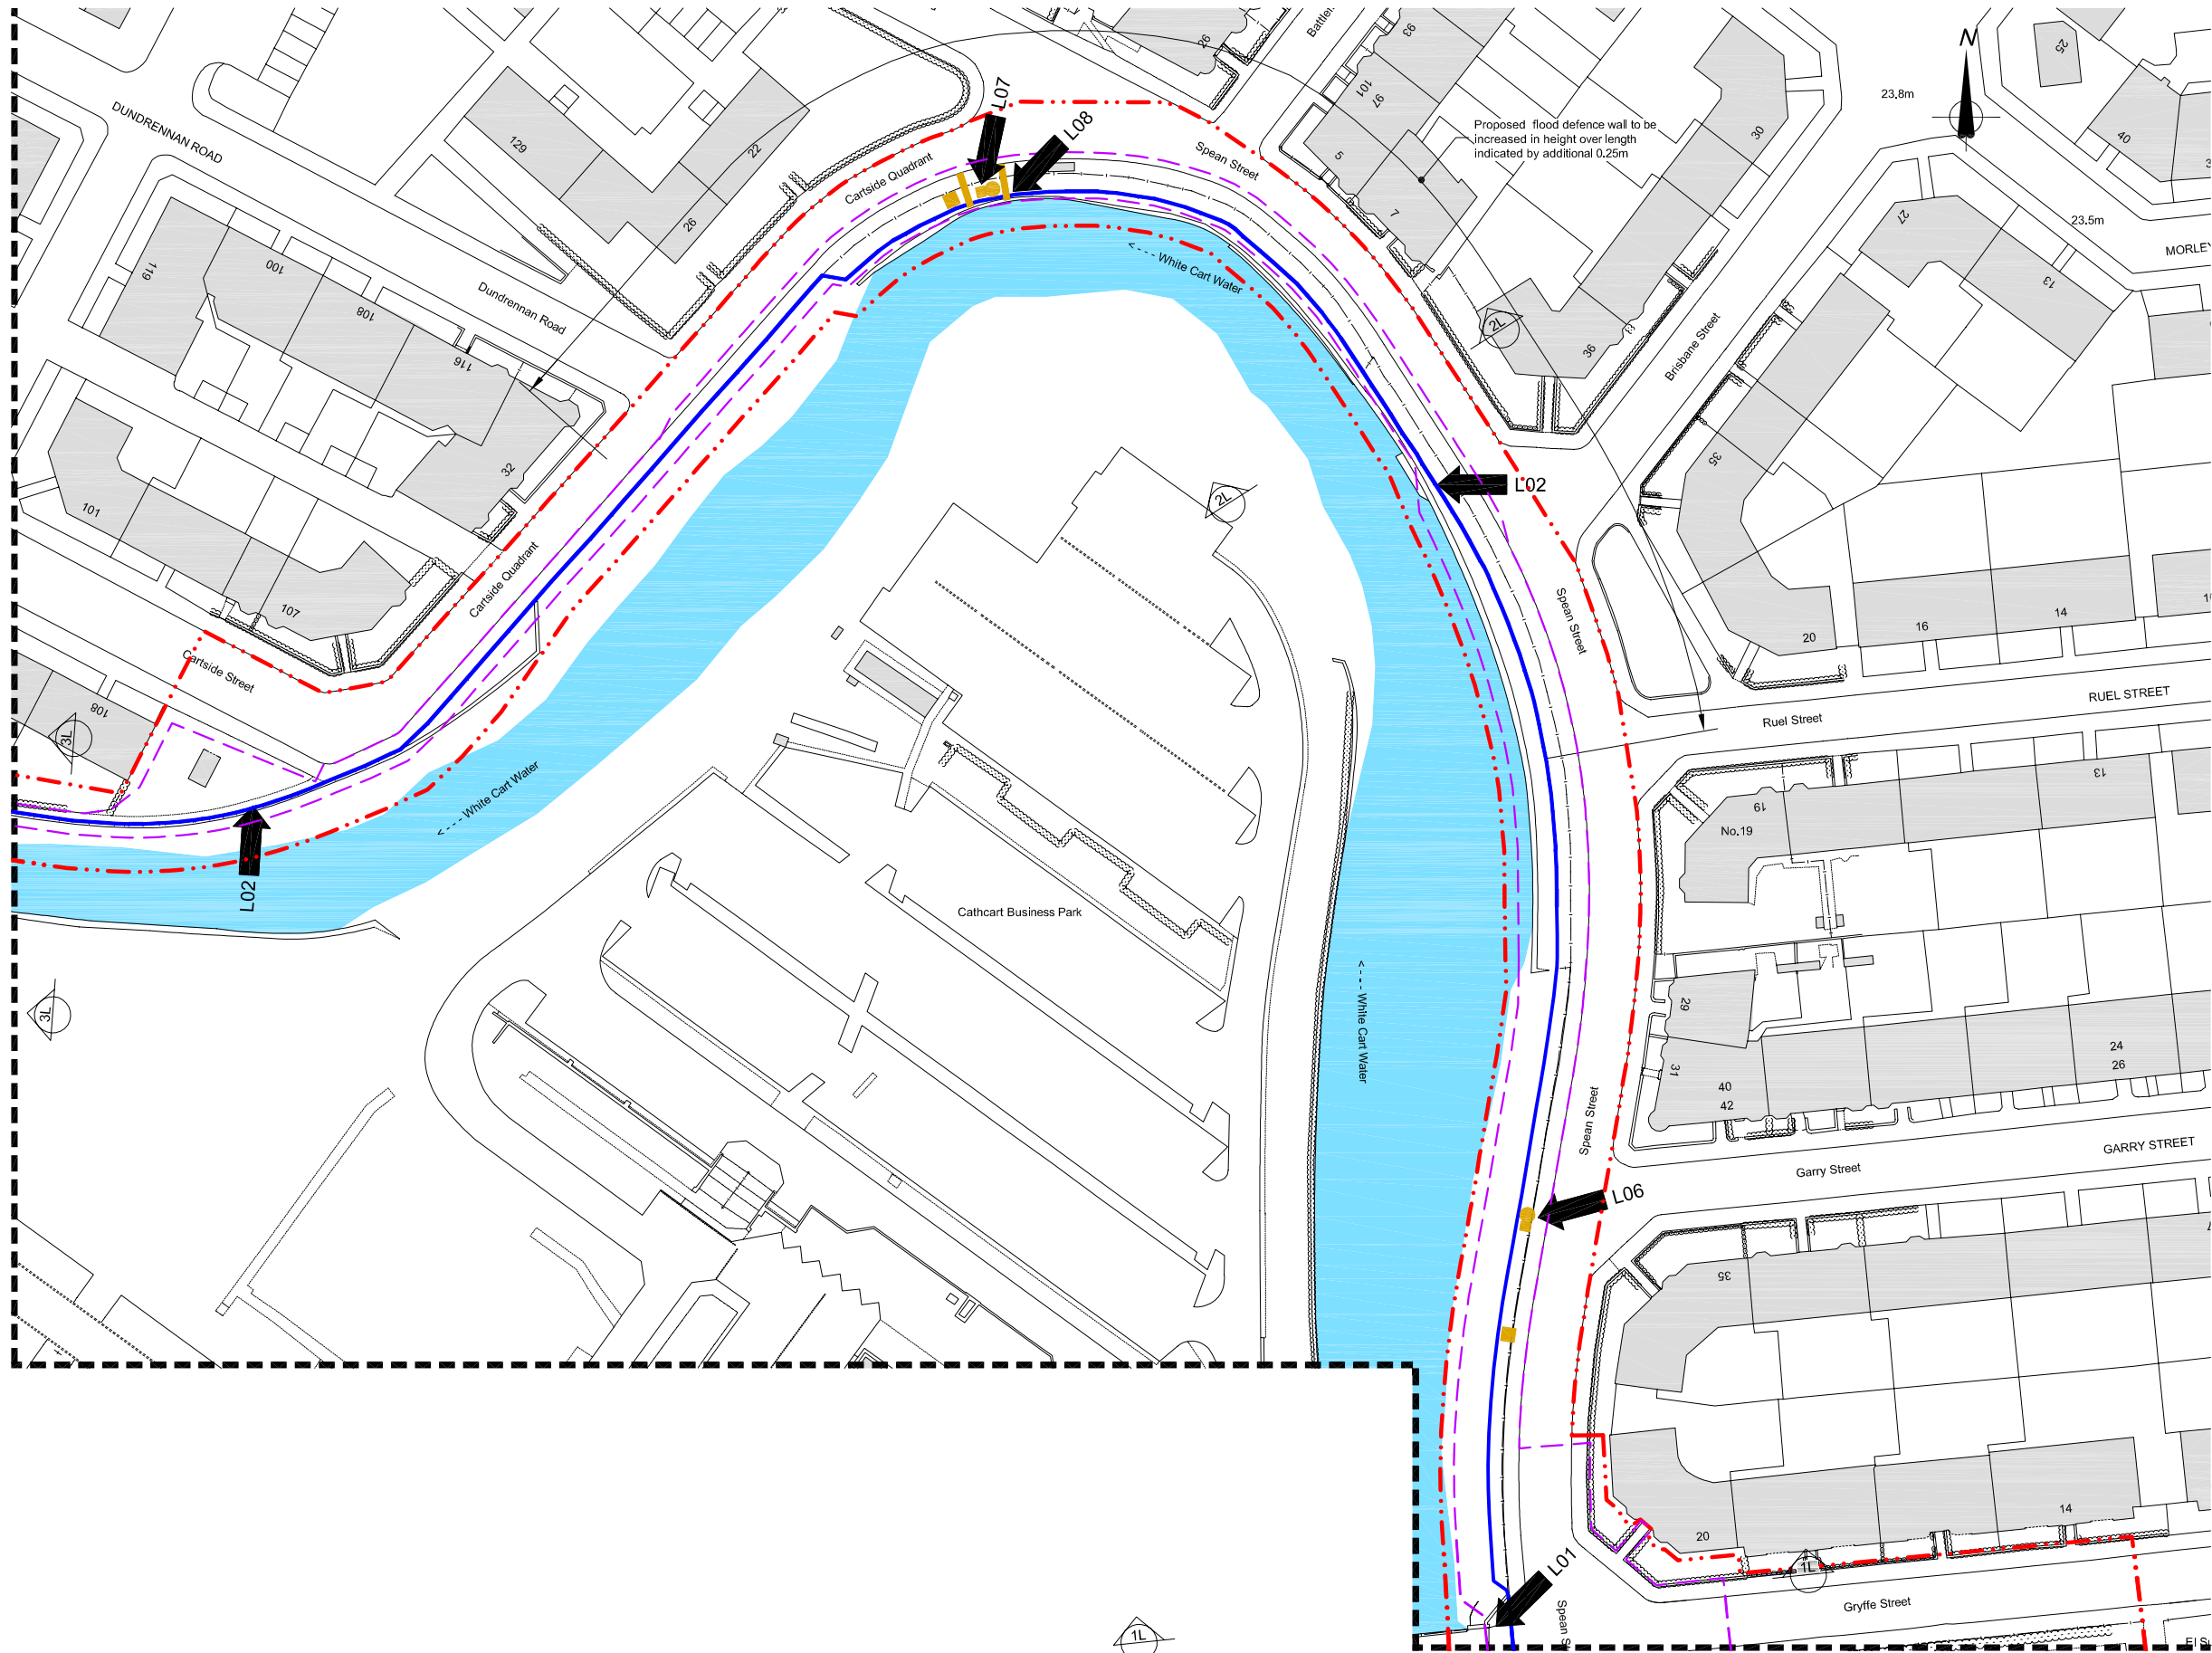 DUNDRENNAN ROAD
129
22
26
Cartside Quadrant
L07
L08
26
93
101
97
5
7
Spean Street
Proposed flood defence wall to be
increased in height over length
indicated by additional 0.25m
30
23.8m
N
25
40
27
23.5m
13
119
100
108
116
Dundrennan Road
<---- White Cart Water
2L
36
Brisbane Street
35
32
101
107
2L
L02
Cartside Quadrant
Cartside Street
108
3L
Spean Street
20
16
14
RUEL STREET
Ruel Street
<---- White Cart Water
L02
19
No.19
13
Cathcart Business Park
<---- White Cart Water
3L
29
31
40
42
24
26
Spean Street
GARRY STREET
Garry Street
L06
35
20
14
1L
L01
Gryffe Street
1L